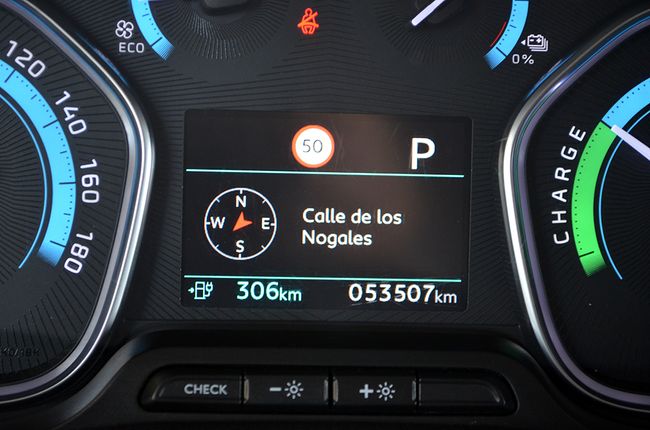 ECO
0%
120
140
160
180
50
P
N
W E
S
Calle de los
Nogales
306km
053507km
CHARGE
CHECK